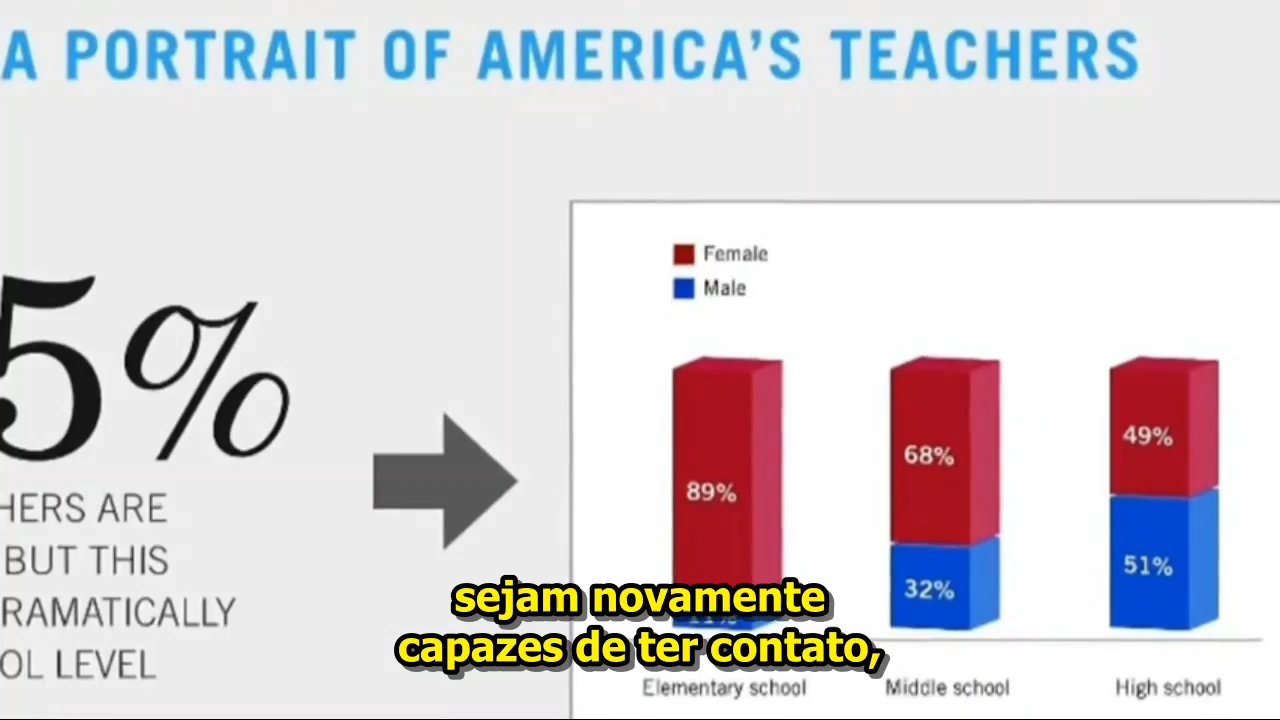 A PORTRAIT OF AMERICA'S TEACHERS
5%
HERS ARE
BUT THIS
RAMATICALLY
OL LEVEL
Female
Male
89%
11%
68%
32%
49%
51%
Elementary school
Middle school
High school
sejam novamente
capazes de ter contato,